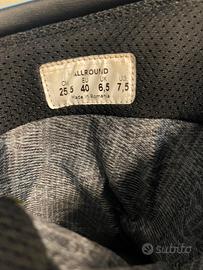 ALLROUND
CM EU UK US
25.5 40 6,5 7,5
Made in Romania
subito